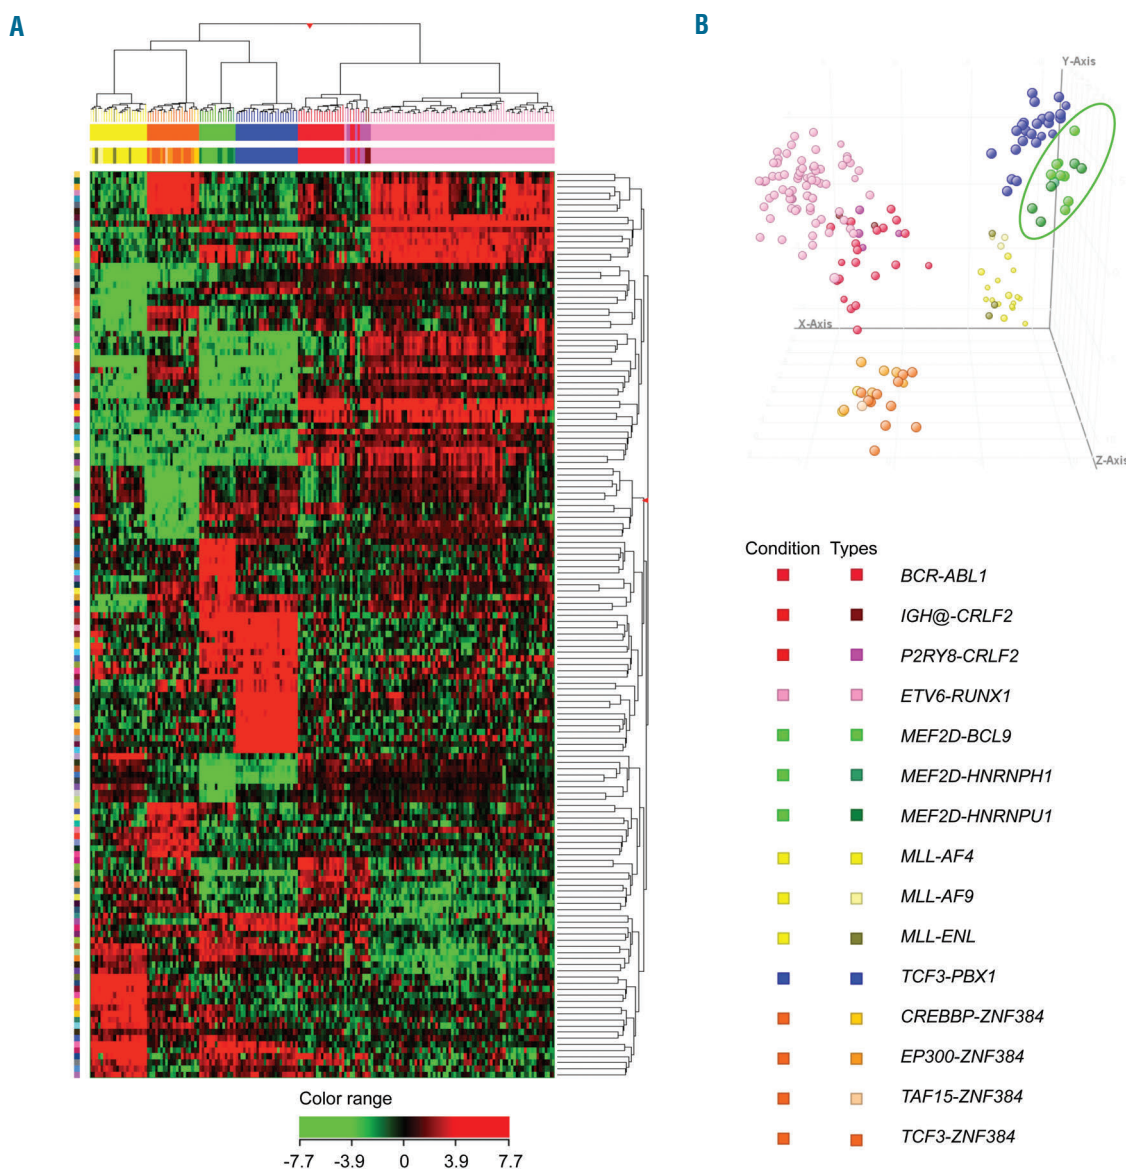 A
B
Y-Axis
X-Axis
Z-Axis
Condition Types
BCR-ABL1
IGH@-CRLF2
P2RY8-CRLF2
ETV6-RUNX1
MEF2D-BCL9
MEF2D-HNRNPH1
MEF2D-HNRNPU1
MLL-AF4
MLL-AF9
MLL-ENL
TCF3-PBX1
CREBBP-ZNF384
EP300-ZNF384
TAF15-ZNF384
TCF3-ZNF384
Color range
-7.7 -3.9 0 3.9 7.7